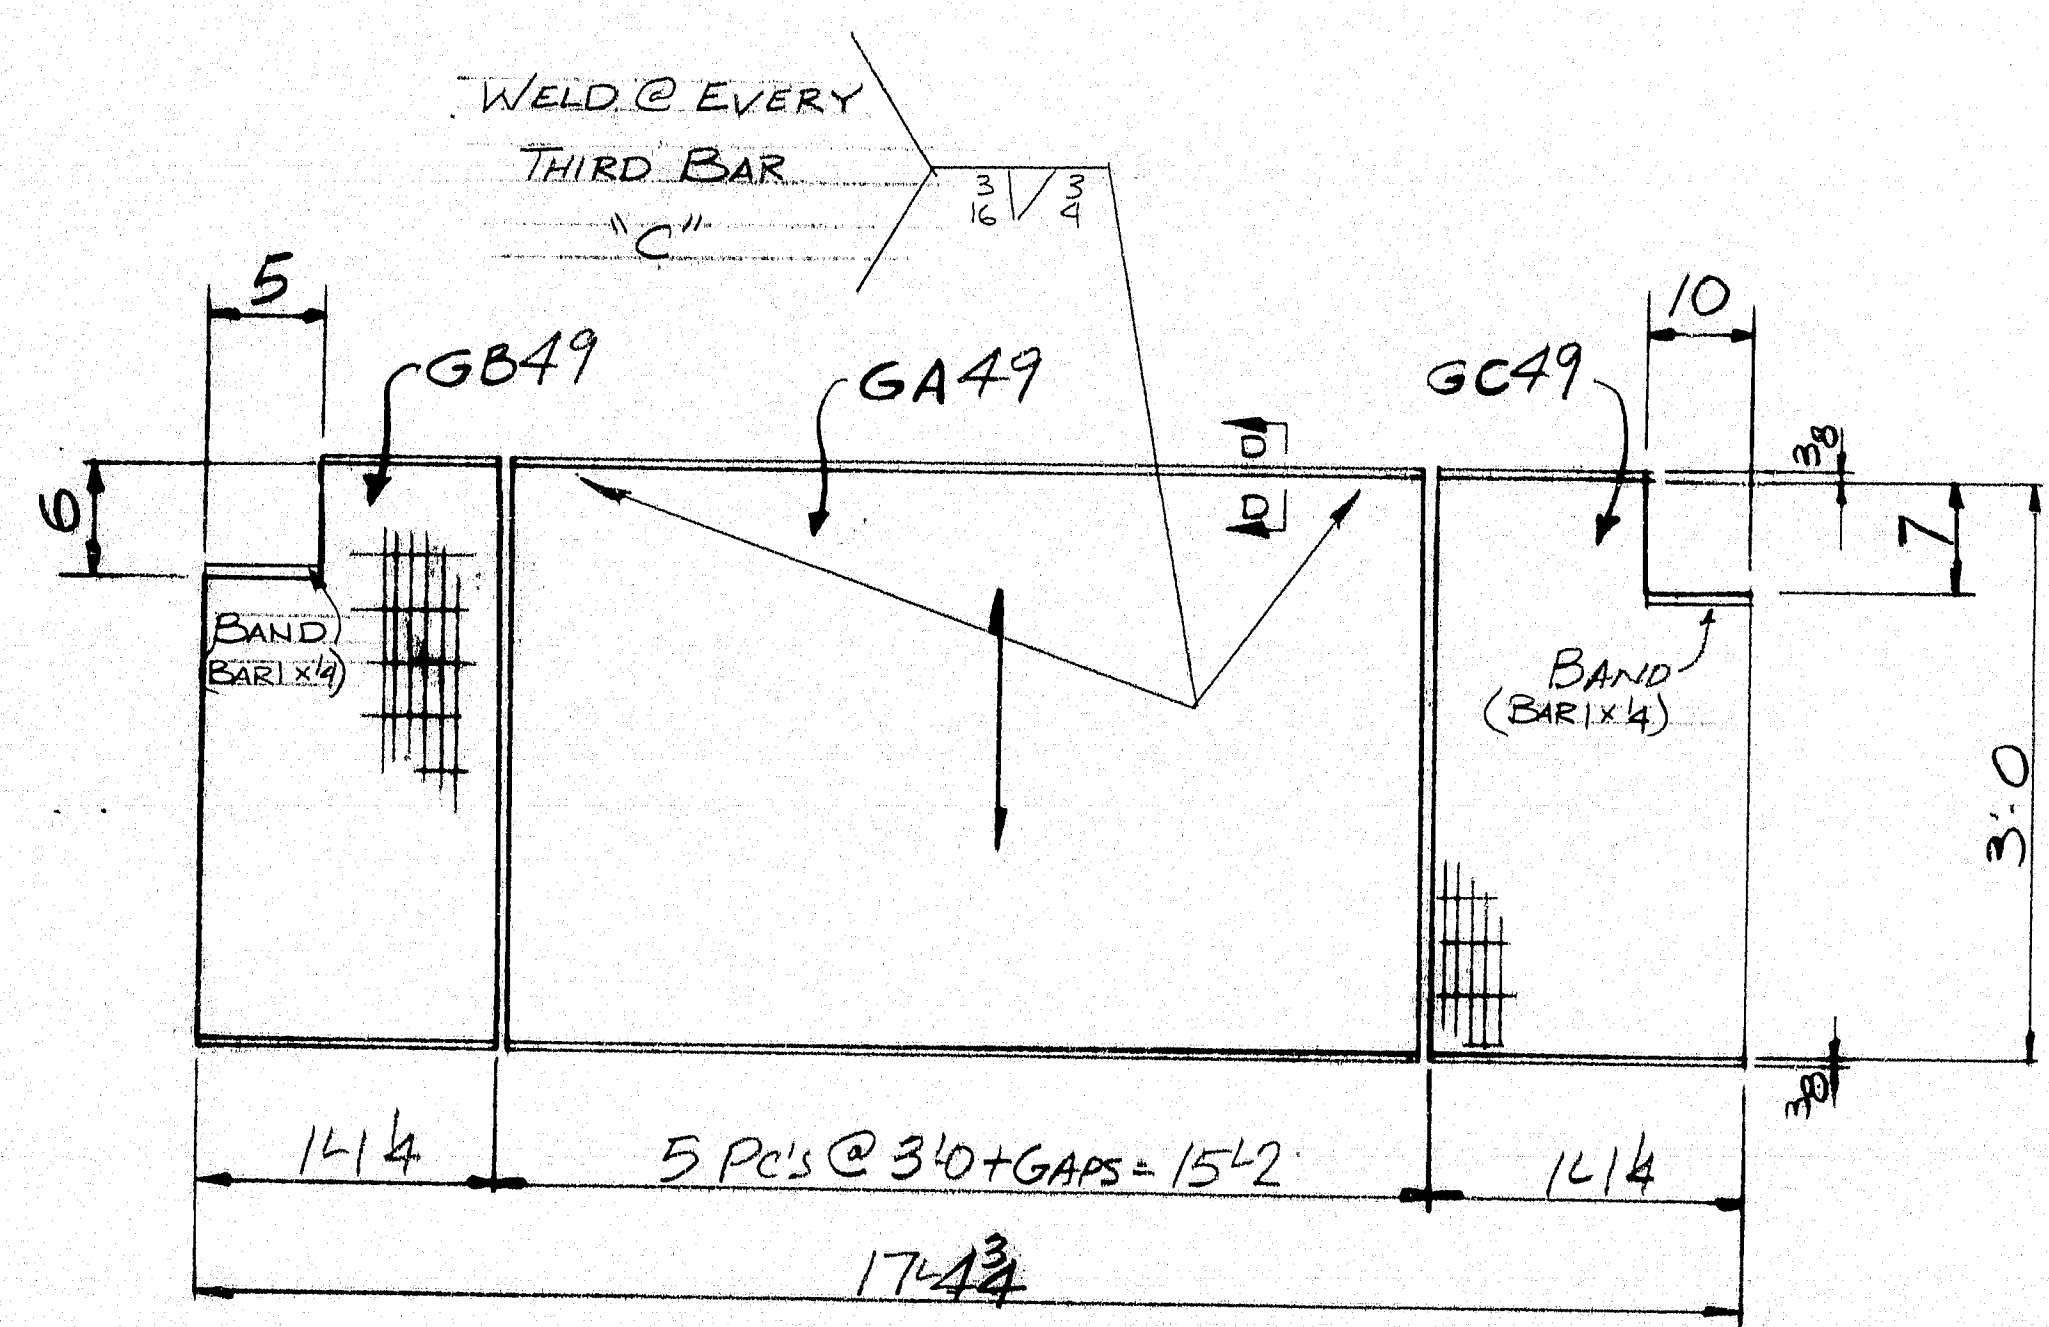 WELD @ EVERY
THIRD BAR
"C"
3/16 3/4
5
10
GB49
GA49
GC49
D
D
3/8
6
7
BAND
(BAR 1 x 1/4)
BAND
(BAR 1 x 1/4)
3'-0
3/8
1'-1 1/4
5 PC'S @ 3'-0 + GAPS = 15'-2
1'-1 1/4
17'-4 3/4